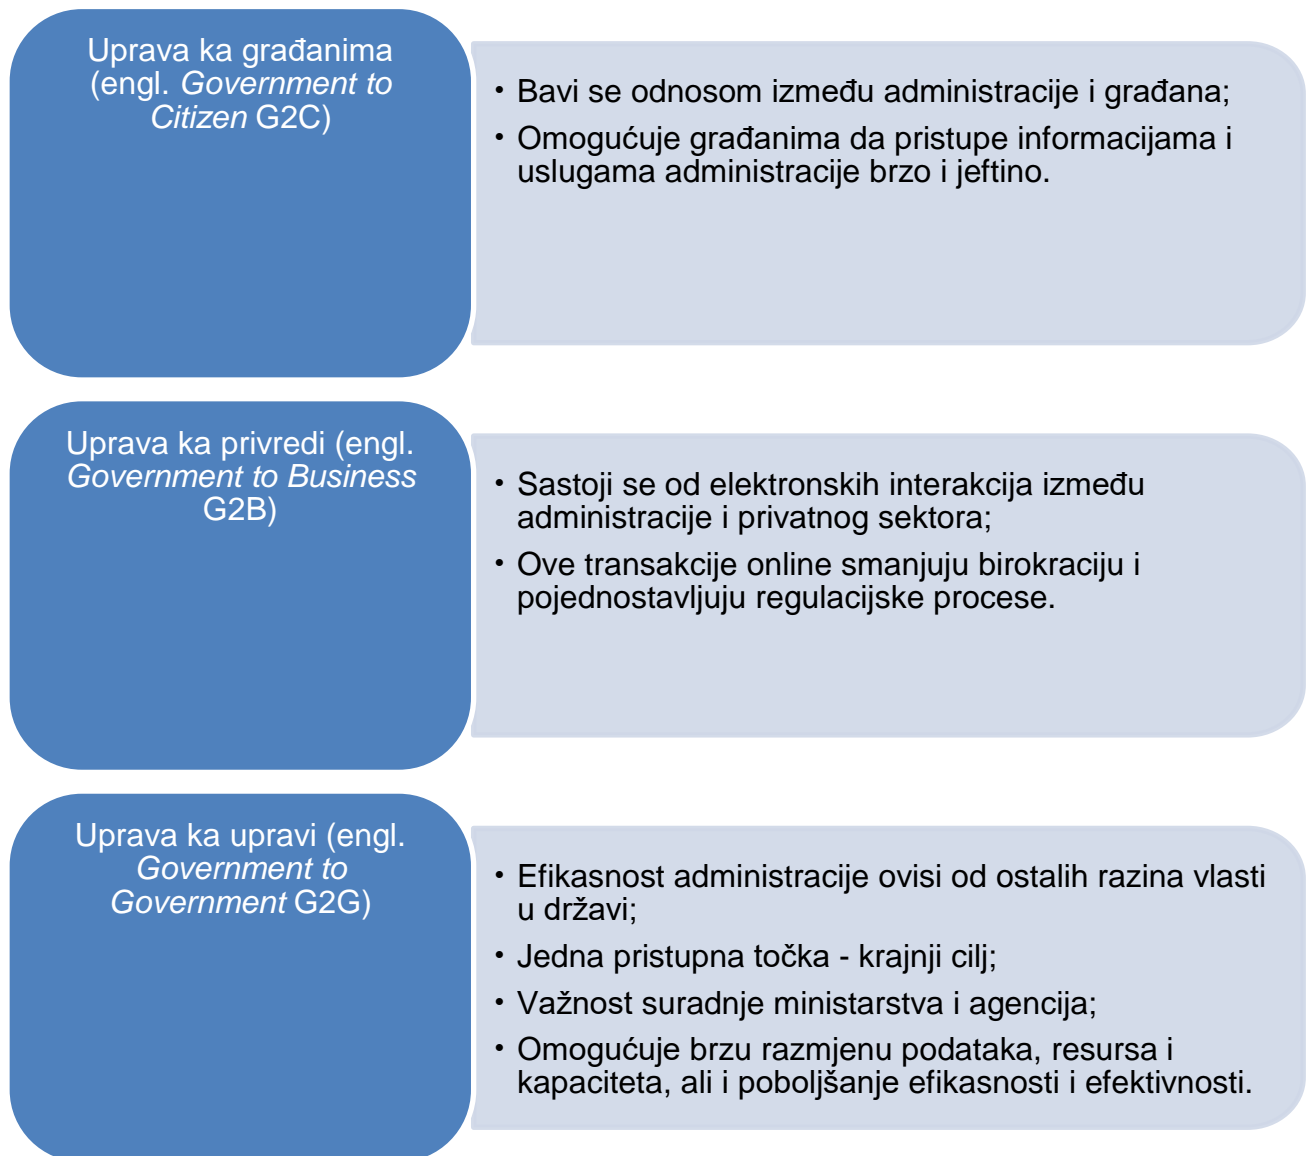 Uprava ka građanima
(engl. Government to
Citizen G2C)
• Bavi se odnosom između administracije i građana;
• Omogućuje građanima da pristupe informacijama i
uslugama administracije brzo i jeftino.
Uprava ka privredi (engl.
Government to Business
G2B)
• Sastoji se od elektronskih interakcija između
administracije i privatnog sektora;
• Ove transakcije online smanjuju birokraciju i
pojednostavljuju regulacijske procese.
Uprava ka upravi (engl.
Government to
Government G2G)
• Efikasnost administracije ovisi od ostalih razina vlasti
u državi;
• Jedna pristupna točka - krajnji cilj;
• Važnost suradnje ministarstva i agencija;
• Omogućuje brzu razmjenu podataka, resursa i
kapaciteta, ali i poboljšanje efikasnosti i efektivnosti.